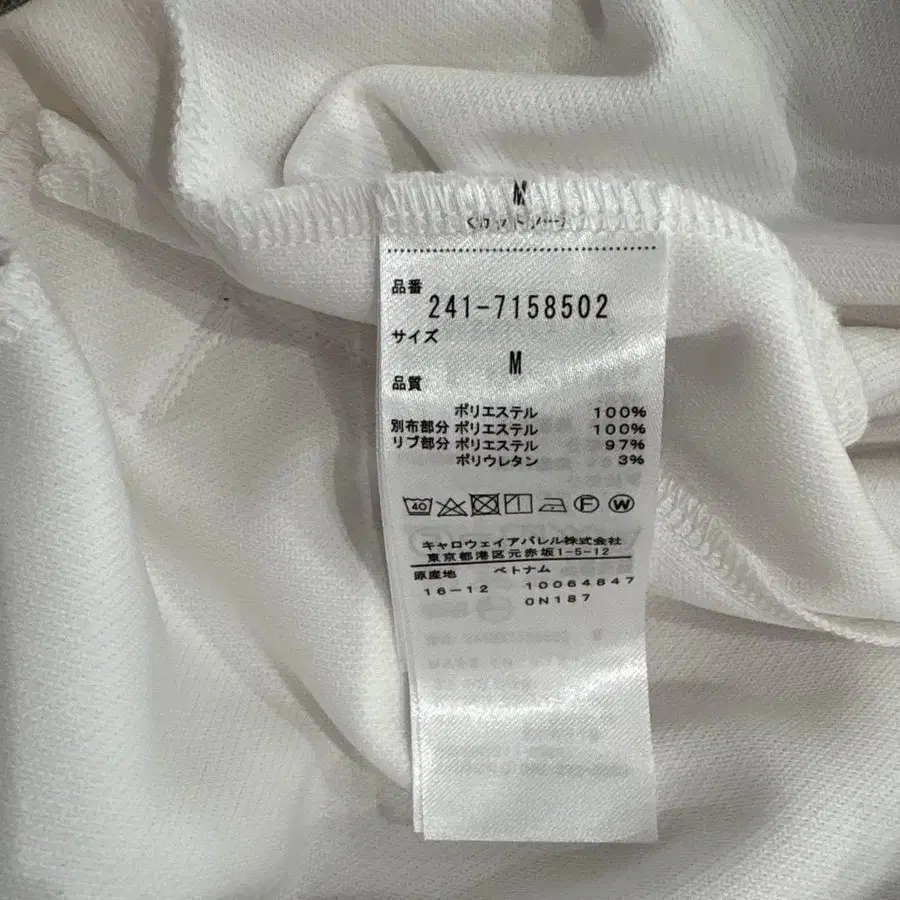 M
品番
241-7158502
サイズ
M
品質
ポリエステル 100%
別布部分 ポリエステル 100%
リブ部分 ポリエステル 97%
ポリウレタン 3%
40 F W
キャロウェイアパレル株式会社
東京都港区元赤坂1-5-12
原産地 ベトナム
16-12 10064847
0N187